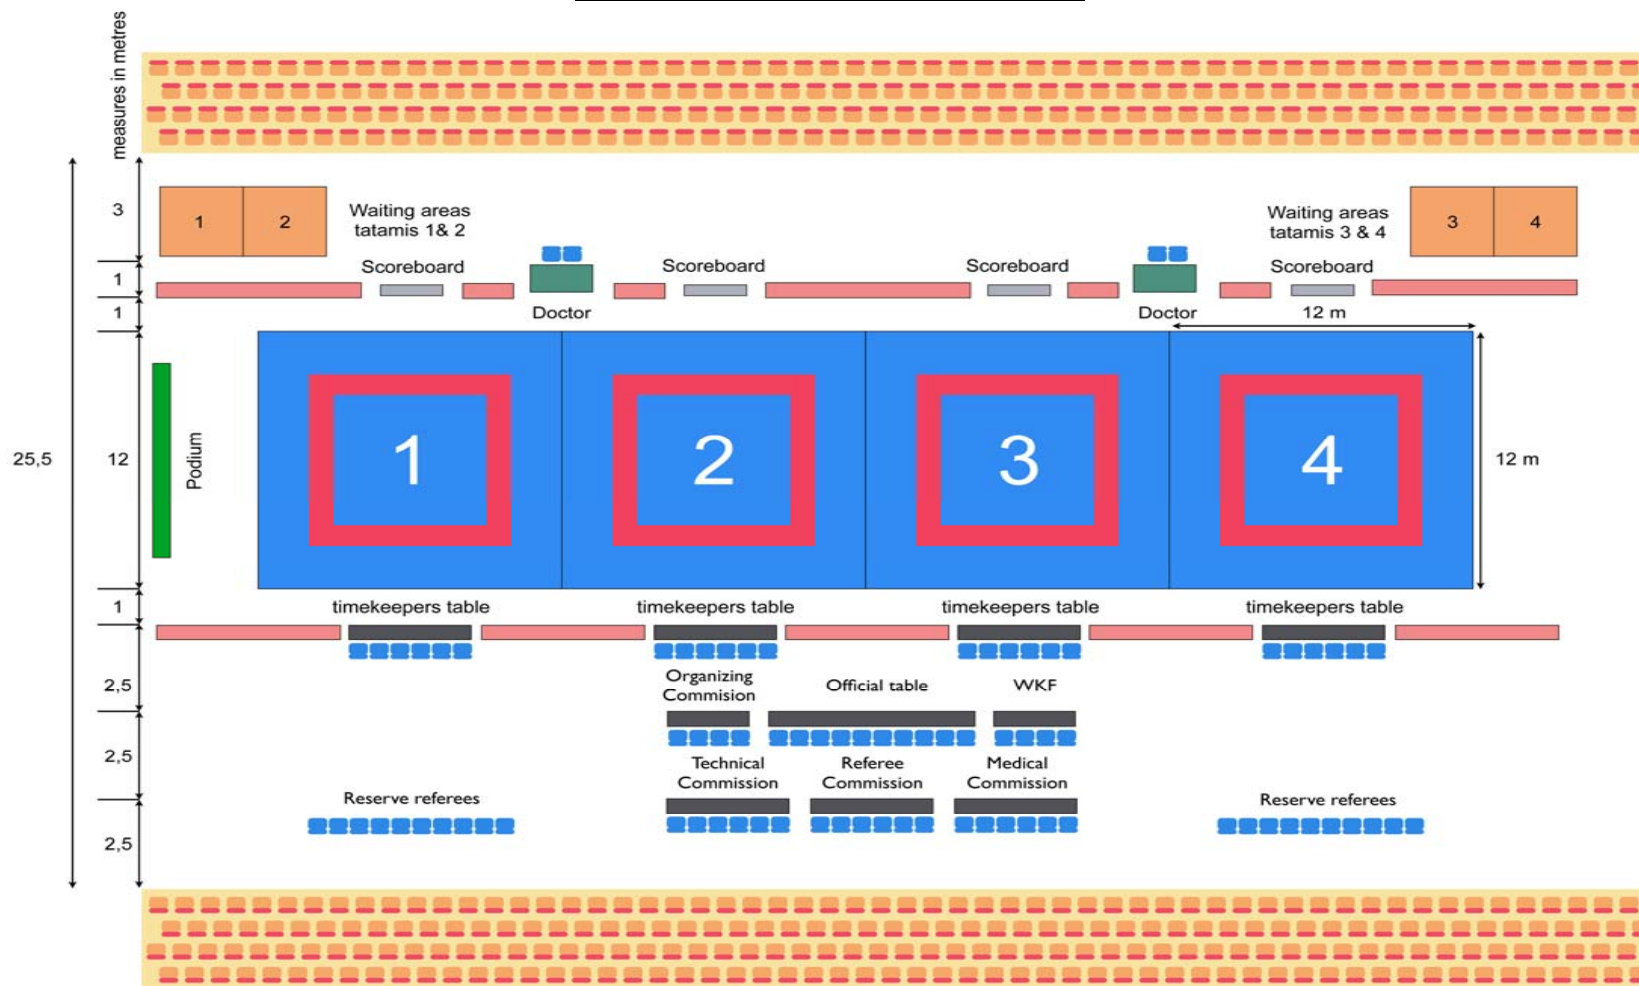 measures in metres
3
1
2
Waiting areas
tatamis 1& 2
Waiting areas
tatamis 3 & 4
3
4
1
Scoreboard
Scoreboard
Scoreboard
Scoreboard
1
Doctor
Doctor
12 m
25,5
12
Podium
1
2
3
4
12 m
1
timekeepers table
timekeepers table
timekeepers table
timekeepers table
2,5
Organizing
Commision
Official table
WKF
2,5
Technical
Commission
Referee
Commission
Medical
Commission
Reserve referees
Reserve referees
2,5